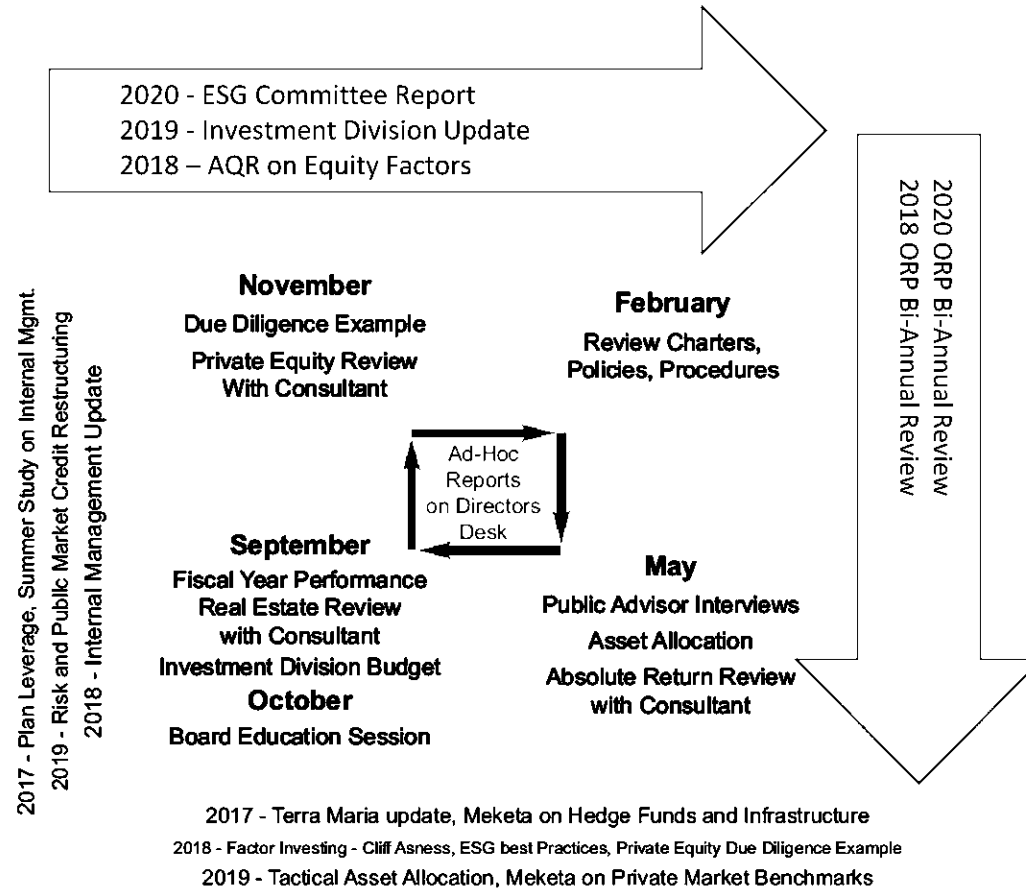 2020 - ESG Committee Report
2019 - Investment Division Update
2018 – AQR on Equity Factors
2020 ORP Bi-Annual Review
2018 ORP Bi-Annual Review
November
Due Diligence Example
Private Equity Review
With Consultant
February
Review Charters,
Policies, Procedures
Ad-Hoc
Reports
on Directors
Desk
September
Fiscal Year Performance
Real Estate Review
with Consultant
Investment Division Budget
October
Board Education Session
May
Public Advisor Interviews
Asset Allocation
Absolute Return Review
with Consultant
2017 - Plan Leverage, Summer Study on Internal Mgmt.
2019 - Risk and Public Market Credit Restructuring
2018 - Internal Management Update
2017 - Terra Maria update, Meketa on Hedge Funds and Infrastructure
2018 - Factor Investing - Cliff Asness, ESG best Practices, Private Equity Due Diligence Example
2019 - Tactical Asset Allocation, Meketa on Private Market Benchmarks